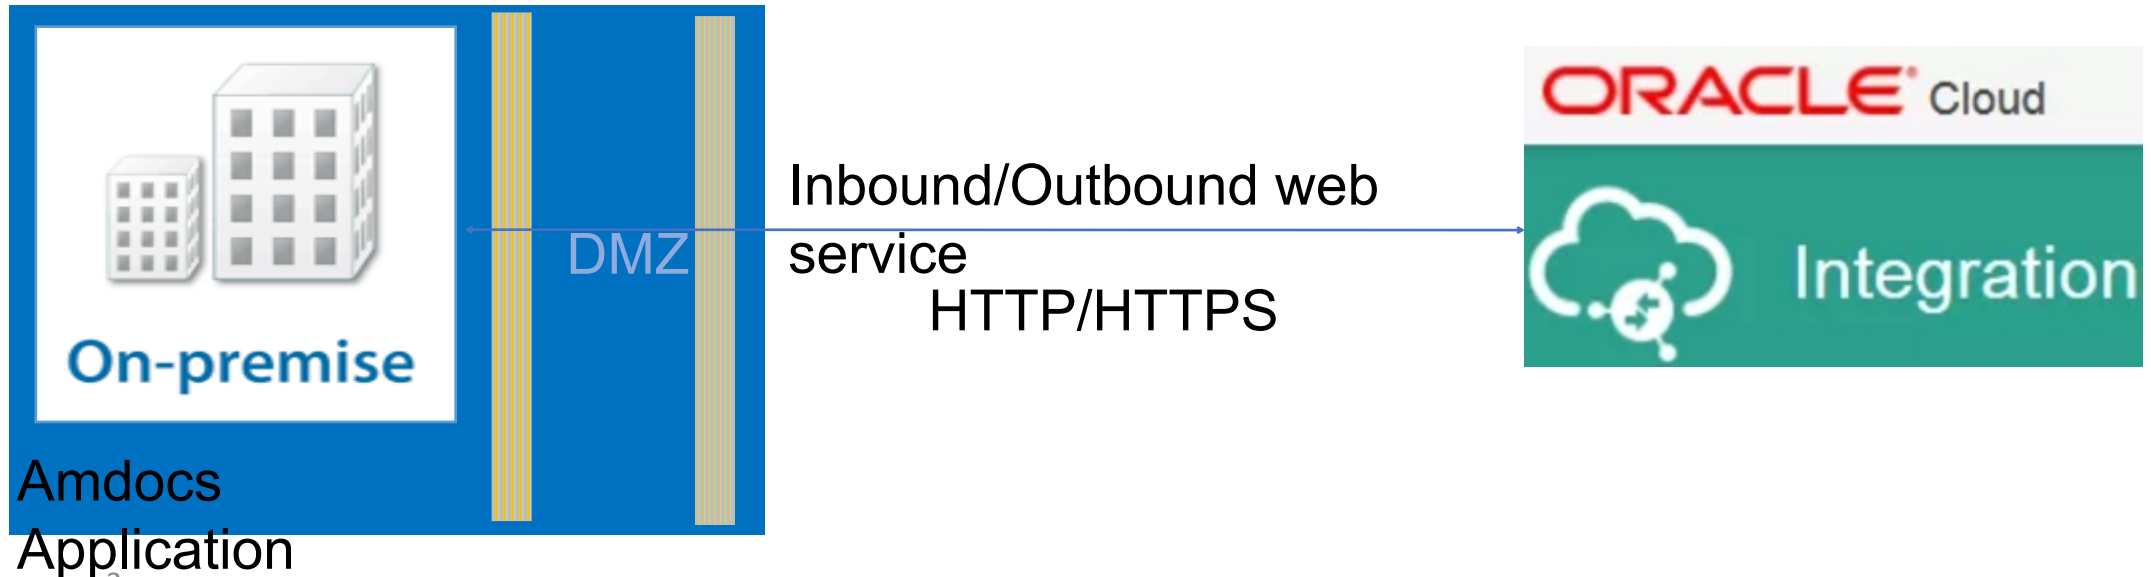 On-premise
Amdocs
Application
DMZ
Inbound/Outbound web
service
HTTP/HTTPS
ORACLE Cloud
Integration